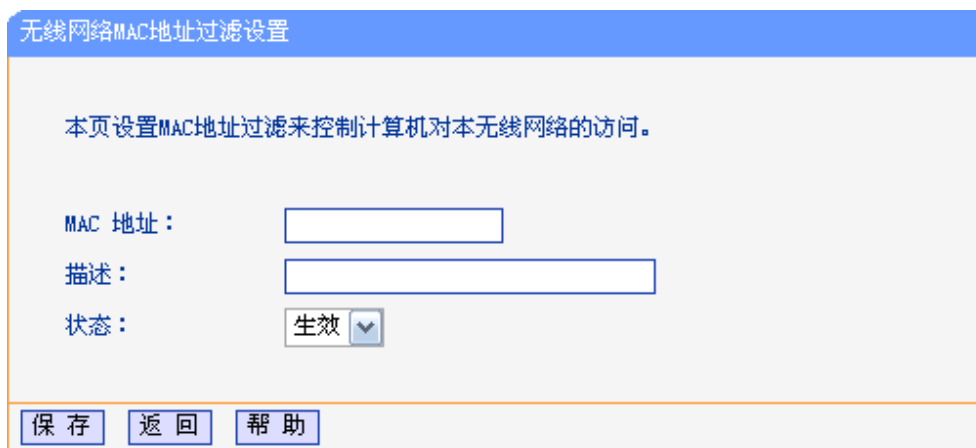 无线网络MAC地址过滤设置
本页设置MAC地址过滤来控制计算机对本无线网络的访问。
MAC 地址：
描述：
状态： 生效
保 存 返 回 帮 助